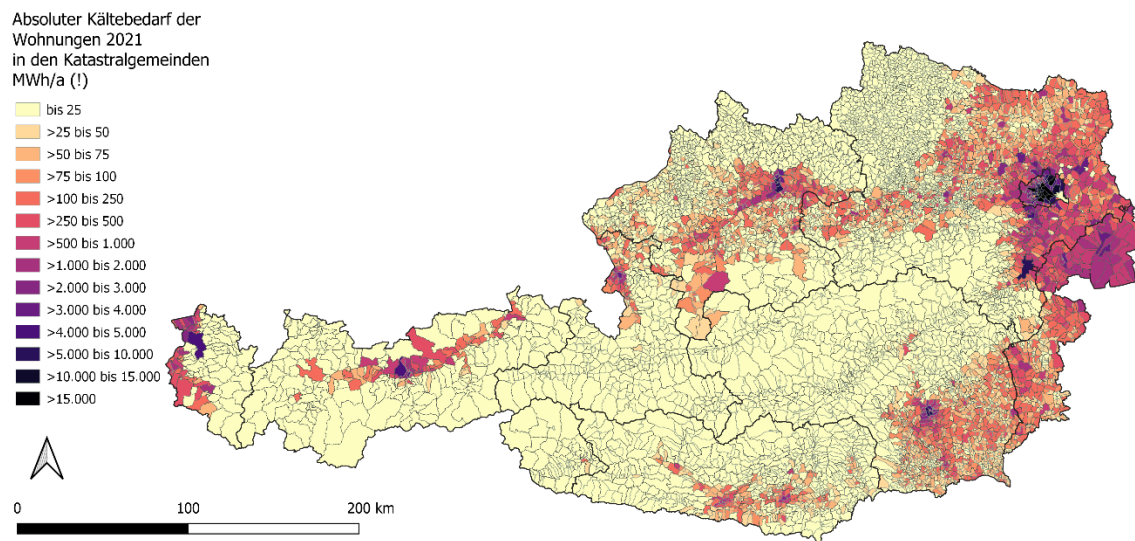 Absoluter Kältebedarf der
Wohnungen 2021
in den Katastralgemeinden
MWh/a (!)
bis 25
>25 bis 50
>50 bis 75
>75 bis 100
>100 bis 250
>250 bis 500
>500 bis 1.000
>1.000 bis 2.000
>2.000 bis 3.000
>3.000 bis 4.000
>4.000 bis 5.000
>5.000 bis 10.000
>10.000 bis 15.000
>15.000
0 100 200 km